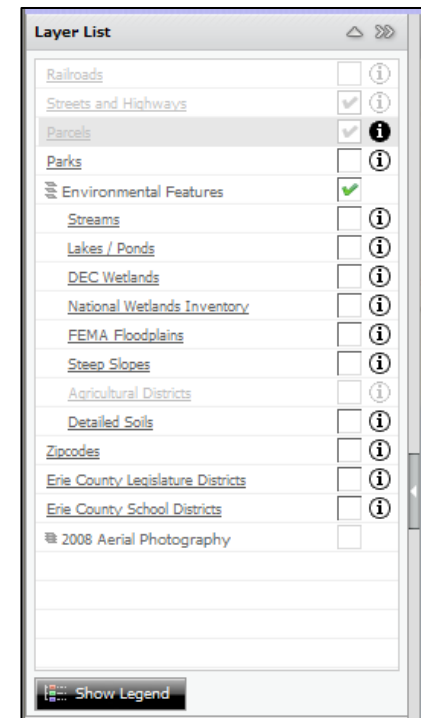 Layer List
Railroads
Streets and Highways
Parcels
Parks
Environmental Features
Streams
Lakes / Ponds
DEC Wetlands
National Wetlands Inventory
FEMA Floodplains
Steep Slopes
Agricultural Districts
Detailed Soils
Zipcodes
Erie County Legislature Districts
Erie County School Districts
2008 Aerial Photography
Show Legend